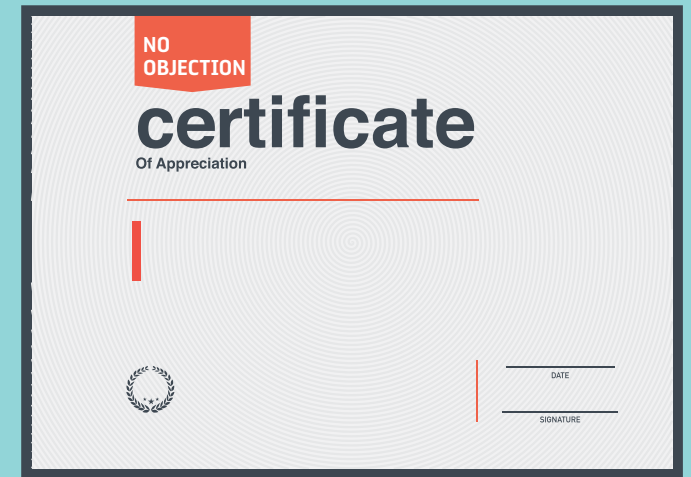 NO
OBJECTION
certificate
Of Appreciation
DATE
SIGNATURE